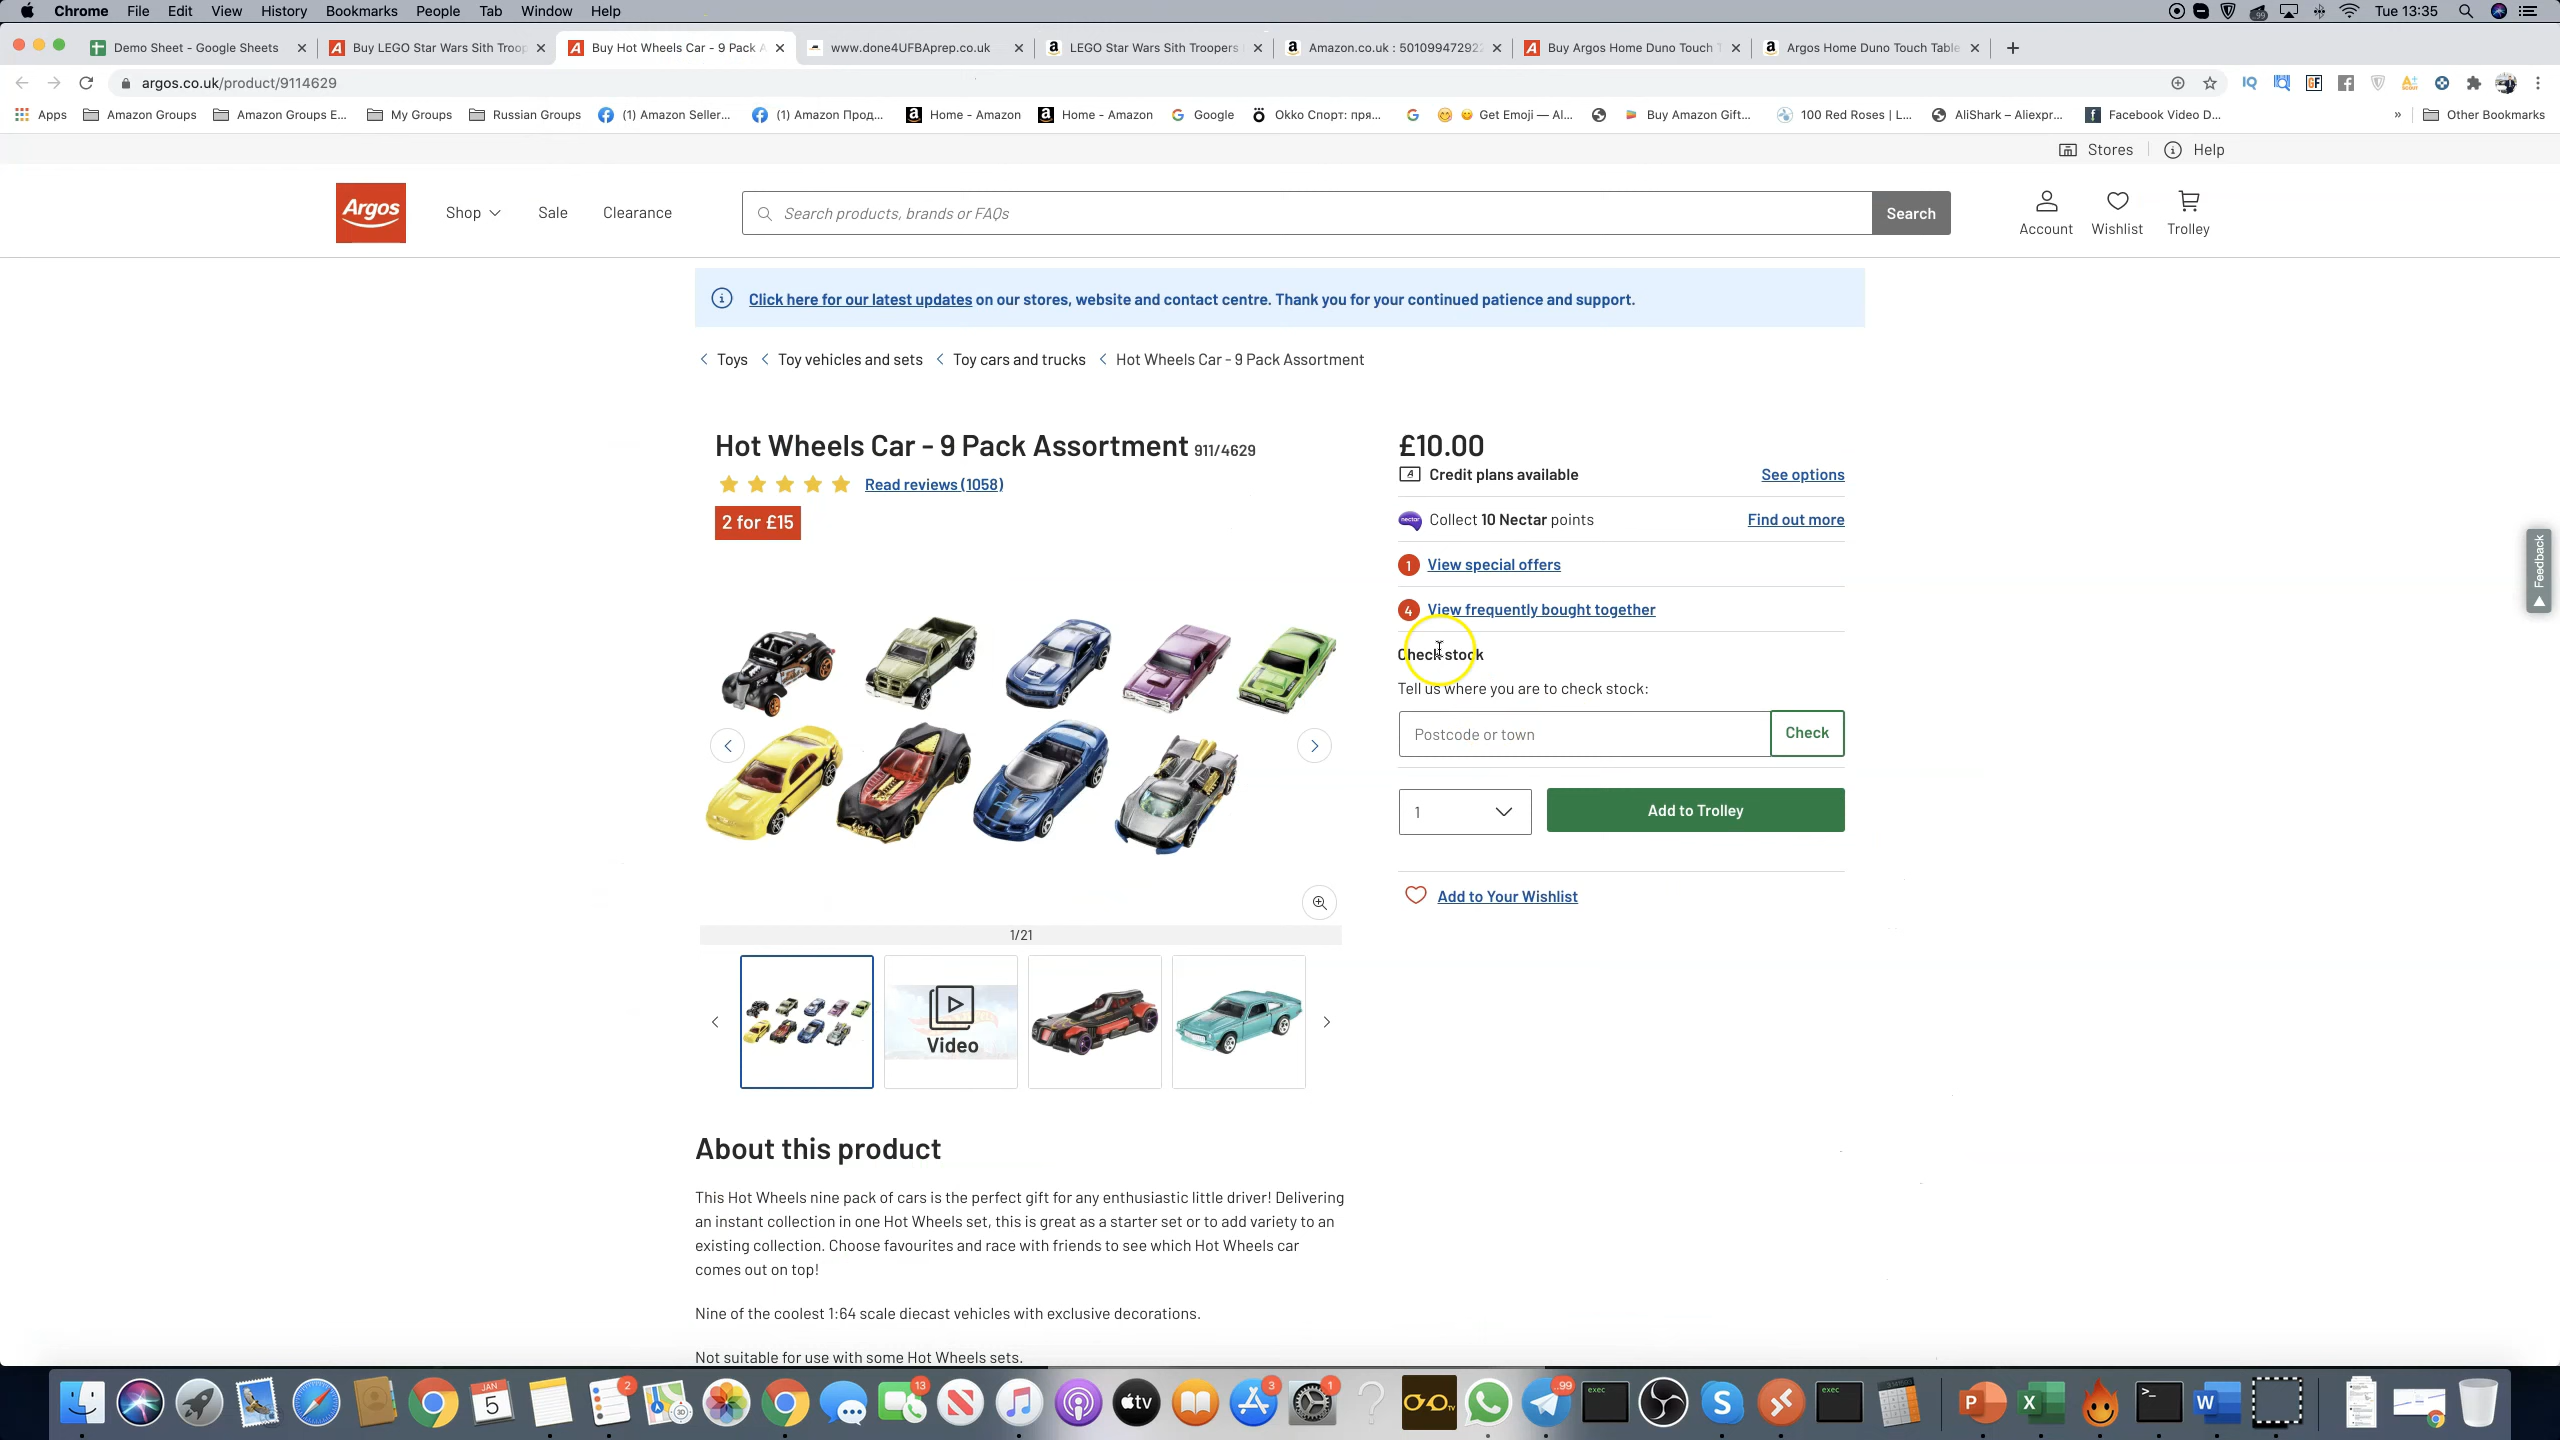 Chrome File Edit View History Bookmarks People Tab Window Help Tue 13:35
Demo Sheet - Google Sheets
Buy LEGO Star Wars Sith Troop
Buy Hot Wheels Car - 9 Pack A
www.done4UFBAprep.co.uk
LEGO Star Wars Sith Troopers
Amazon.co.uk : 501099472922
Buy Argos Home Duno Touch T
Argos Home Duno Touch Table
argos.co.uk/product/9114629
Apps Amazon Groups Amazon Groups E... My Groups Russian Groups (1) Amazon Seller... (1) Amazon Прод... Home - Amazon Home - Amazon Google Окко Спорт: пря... Get Emoji — Al... Buy Amazon Gift... 100 Red Roses | L... AliShark – Aliexpr... Facebook Video D... » Other Bookmarks
Stores Help
Argos
Shop Sale Clearance
Search products, brands or FAQs
Search
Account Wishlist Trolley
Click here for our latest updates on our stores, website and contact centre. Thank you for your continued patience and support.
Toys Toy vehicles and sets Toy cars and trucks Hot Wheels Car - 9 Pack Assortment
Hot Wheels Car - 9 Pack Assortment 911/4629
Read reviews (1058)
2 for £15
£10.00
Credit plans available See options
nectar Collect 10 Nectar points Find out more
1 View special offers
4 View frequently bought together
Check stock
Tell us where you are to check stock:
Postcode or town Check
1 Add to Trolley
Add to Your Wishlist
Feedback
1/21
Video
About this product
This Hot Wheels nine pack of cars is the perfect gift for any enthusiastic little driver! Delivering
an instant collection in one Hot Wheels set, this is great as a starter set or to add variety to an
existing collection. Choose favourites and race with friends to see which Hot Wheels car
comes out on top!
Nine of the coolest 1:64 scale diecast vehicles with exclusive decorations.
Not suitable for use with some Hot Wheels sets.
JAN
5
2
13
tv
3
1
exec
exec
P
X
W